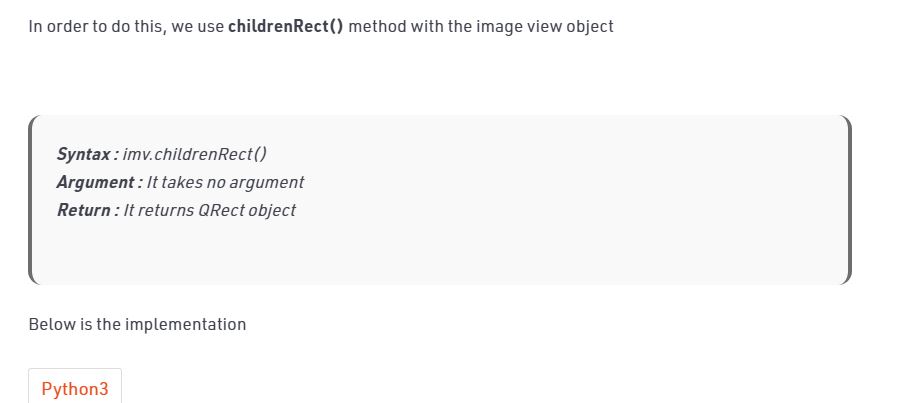 In order to do this, we use childrenRect() method with the image view object
Syntax : imv.childrenRect()
Argument : It takes no argument
Return : It returns QRect object
Below is the implementation
Python3